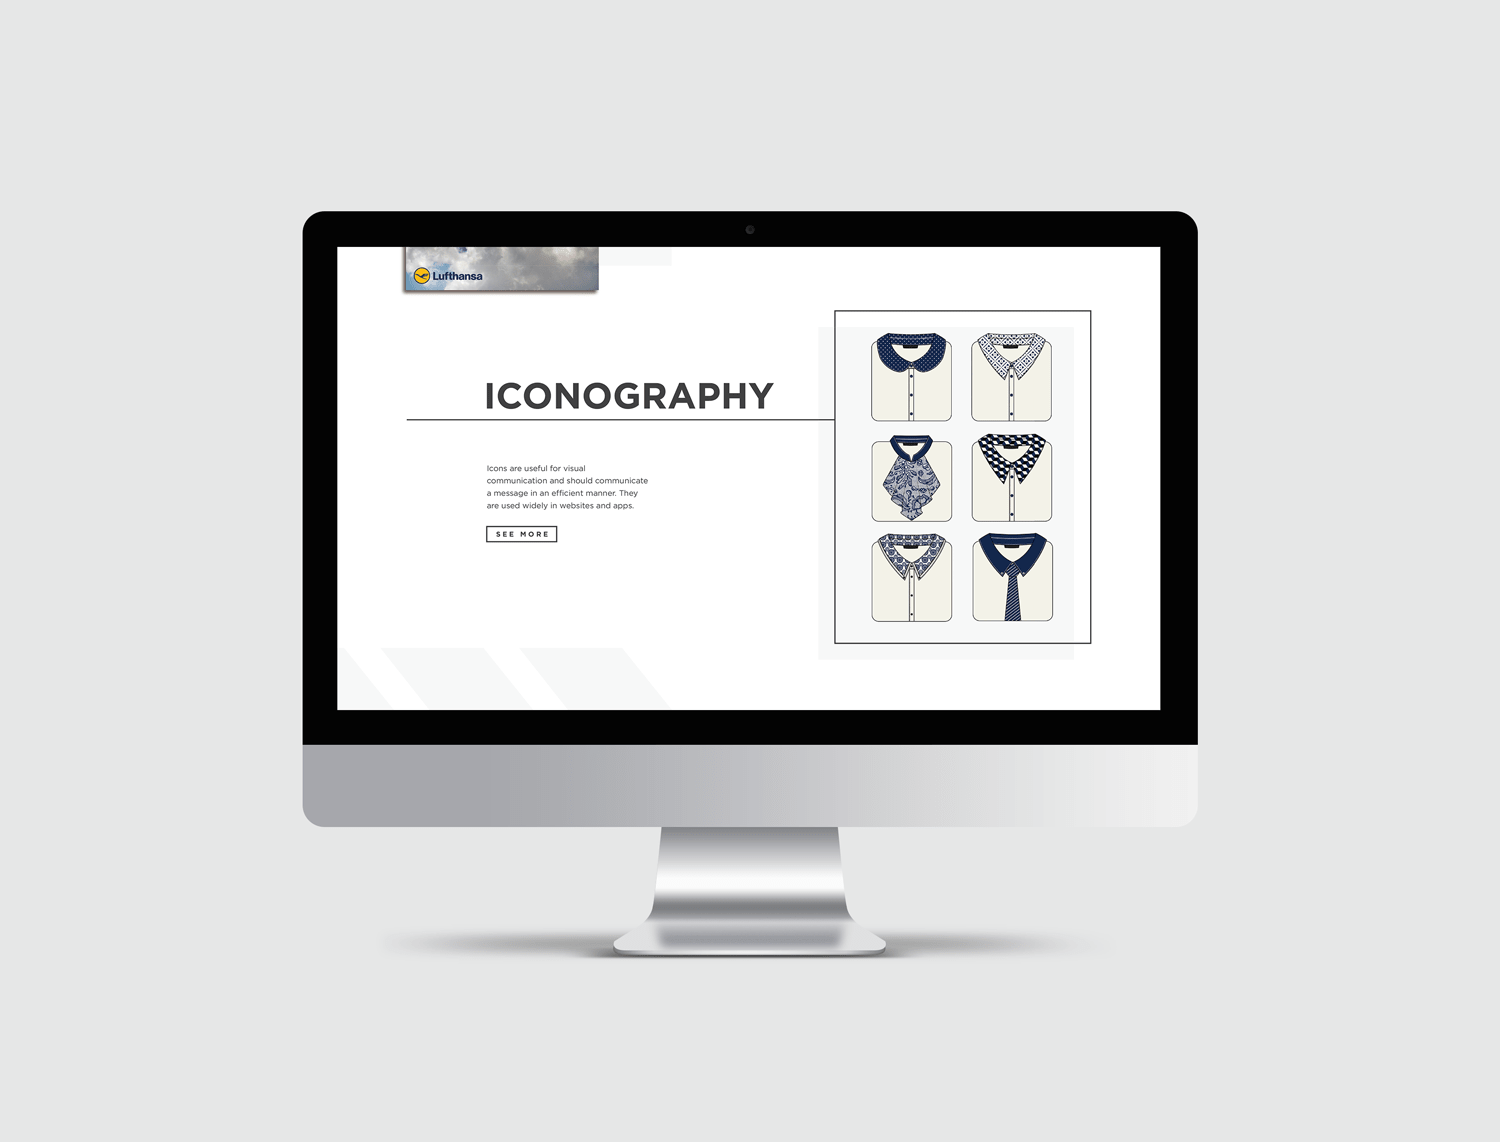 Lufthansa
ICONOGRAPHY
Icons are useful for visual
communication and should communicate
a message in an efficient manner. They
are used widely in websites and apps.
SEE MORE